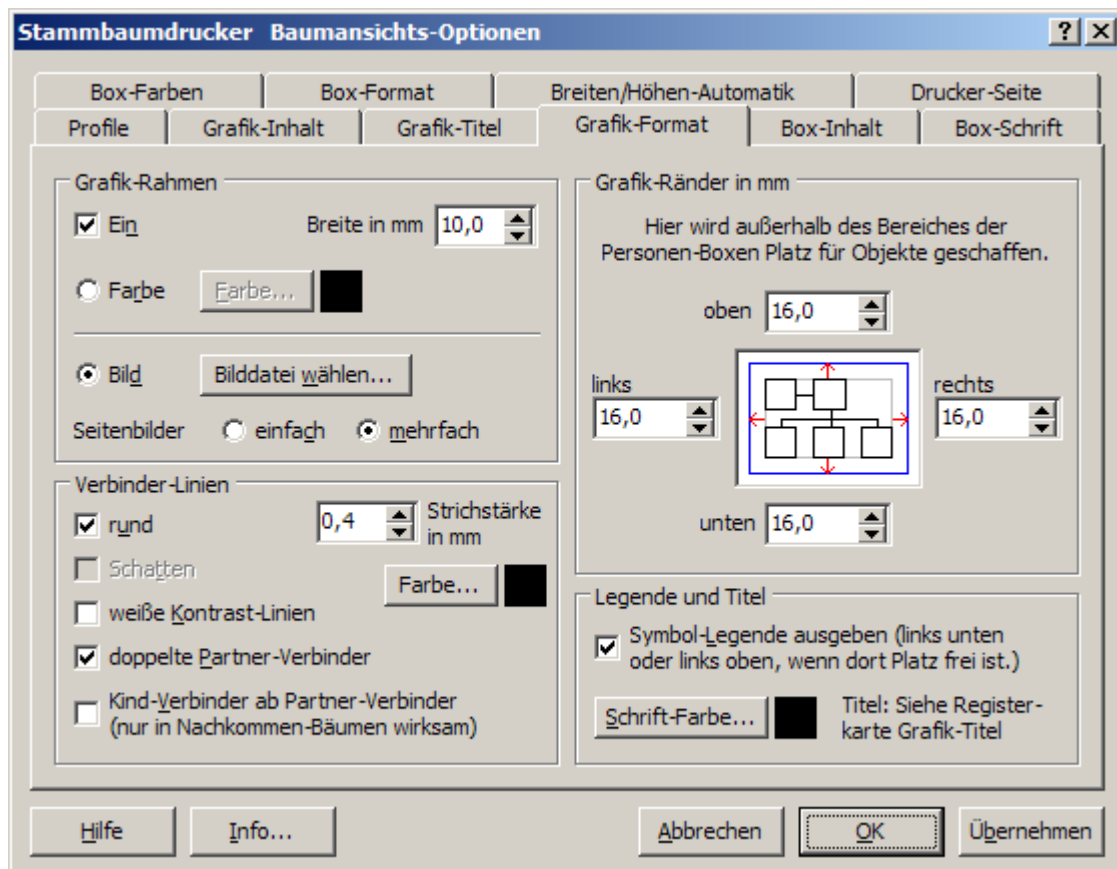 Stammbaumdrucker Baumansichts-Optionen
Box-Farben Box-Format Breiten/Höhen-Automatik Drucker-Seite
Profile Grafik-Inhalt Grafik-Titel Grafik-Format Box-Inhalt Box-Schrift
Grafik-Rahmen
Ein Breite in mm 10,0
Farbe Farbe...
Bild Bilddatei wählen...
Seitenbilder einfach mehrfach
Verbinder-Linien
rund 0,4 Strichstärke
in mm
Schatten
Farbe...
weiße Kontrast-Linien
doppelte Partner-Verbinder
Kind-Verbinder ab Partner-Verbinder
(nur in Nachkommen-Bäumen wirksam)
Grafik-Ränder in mm
Hier wird außerhalb des Bereiches der
Personen-Boxen Platz für Objekte geschaffen.
oben 16,0
links rechts
16,0 16,0
unten 16,0
Legende und Titel
Symbol-Legende ausgeben (links unten
oder links oben, wenn dort Platz frei ist.)
Schrift-Farbe... Titel: Siehe Register-
karte Grafik-Titel
Hilfe Info... Abbrechen OK Übernehmen